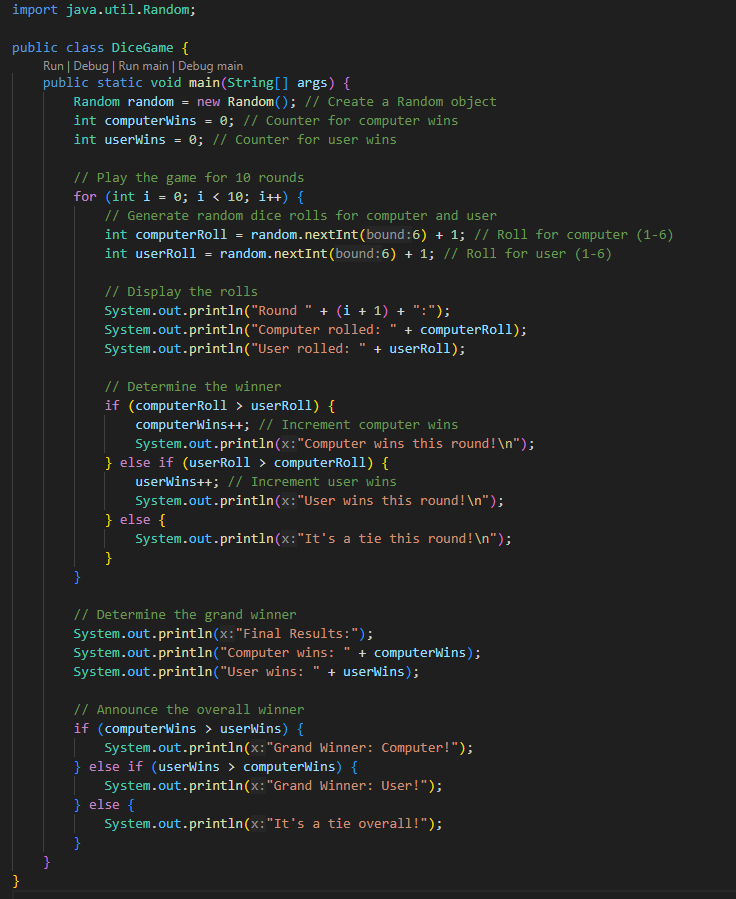 import java.util.Random;
public class DiceGame {
Run | Debug | Run main | Debug main
public static void main(String[] args) {
Random random = new Random(); // Create a Random object
int computerWins = 0; // Counter for computer wins
int userWins = 0; // Counter for user wins
// Play the game for 10 rounds
for (int i = 0; i < 10; i++) {
// Generate random dice rolls for computer and user
int computerRoll = random.nextInt(bound:6) + 1; // Roll for computer (1-6)
int userRoll = random.nextInt(bound:6) + 1; // Roll for user (1-6)
// Display the rolls
System.out.println("Round " + (i + 1) + ":");
System.out.println("Computer rolled: " + computerRoll);
System.out.println("User rolled: " + userRoll);
// Determine the winner
if (computerRoll > userRoll) {
computerWins++; // Increment computer wins
System.out.println(x:"Computer wins this round!\n");
} else if (userRoll > computerRoll) {
userWins++; // Increment user wins
System.out.println(x:"User wins this round!\n");
} else {
System.out.println(x:"It's a tie this round!\n");
}
}
// Determine the grand winner
System.out.println(x:"Final Results:");
System.out.println("Computer wins: " + computerWins);
System.out.println("User wins: " + userWins);
// Announce the overall winner
if (computerWins > userWins) {
System.out.println(x:"Grand Winner: Computer!");
} else if (userWins > computerWins) {
System.out.println(x:"Grand Winner: User!");
} else {
System.out.println(x:"It's a tie overall!");
}
}
}